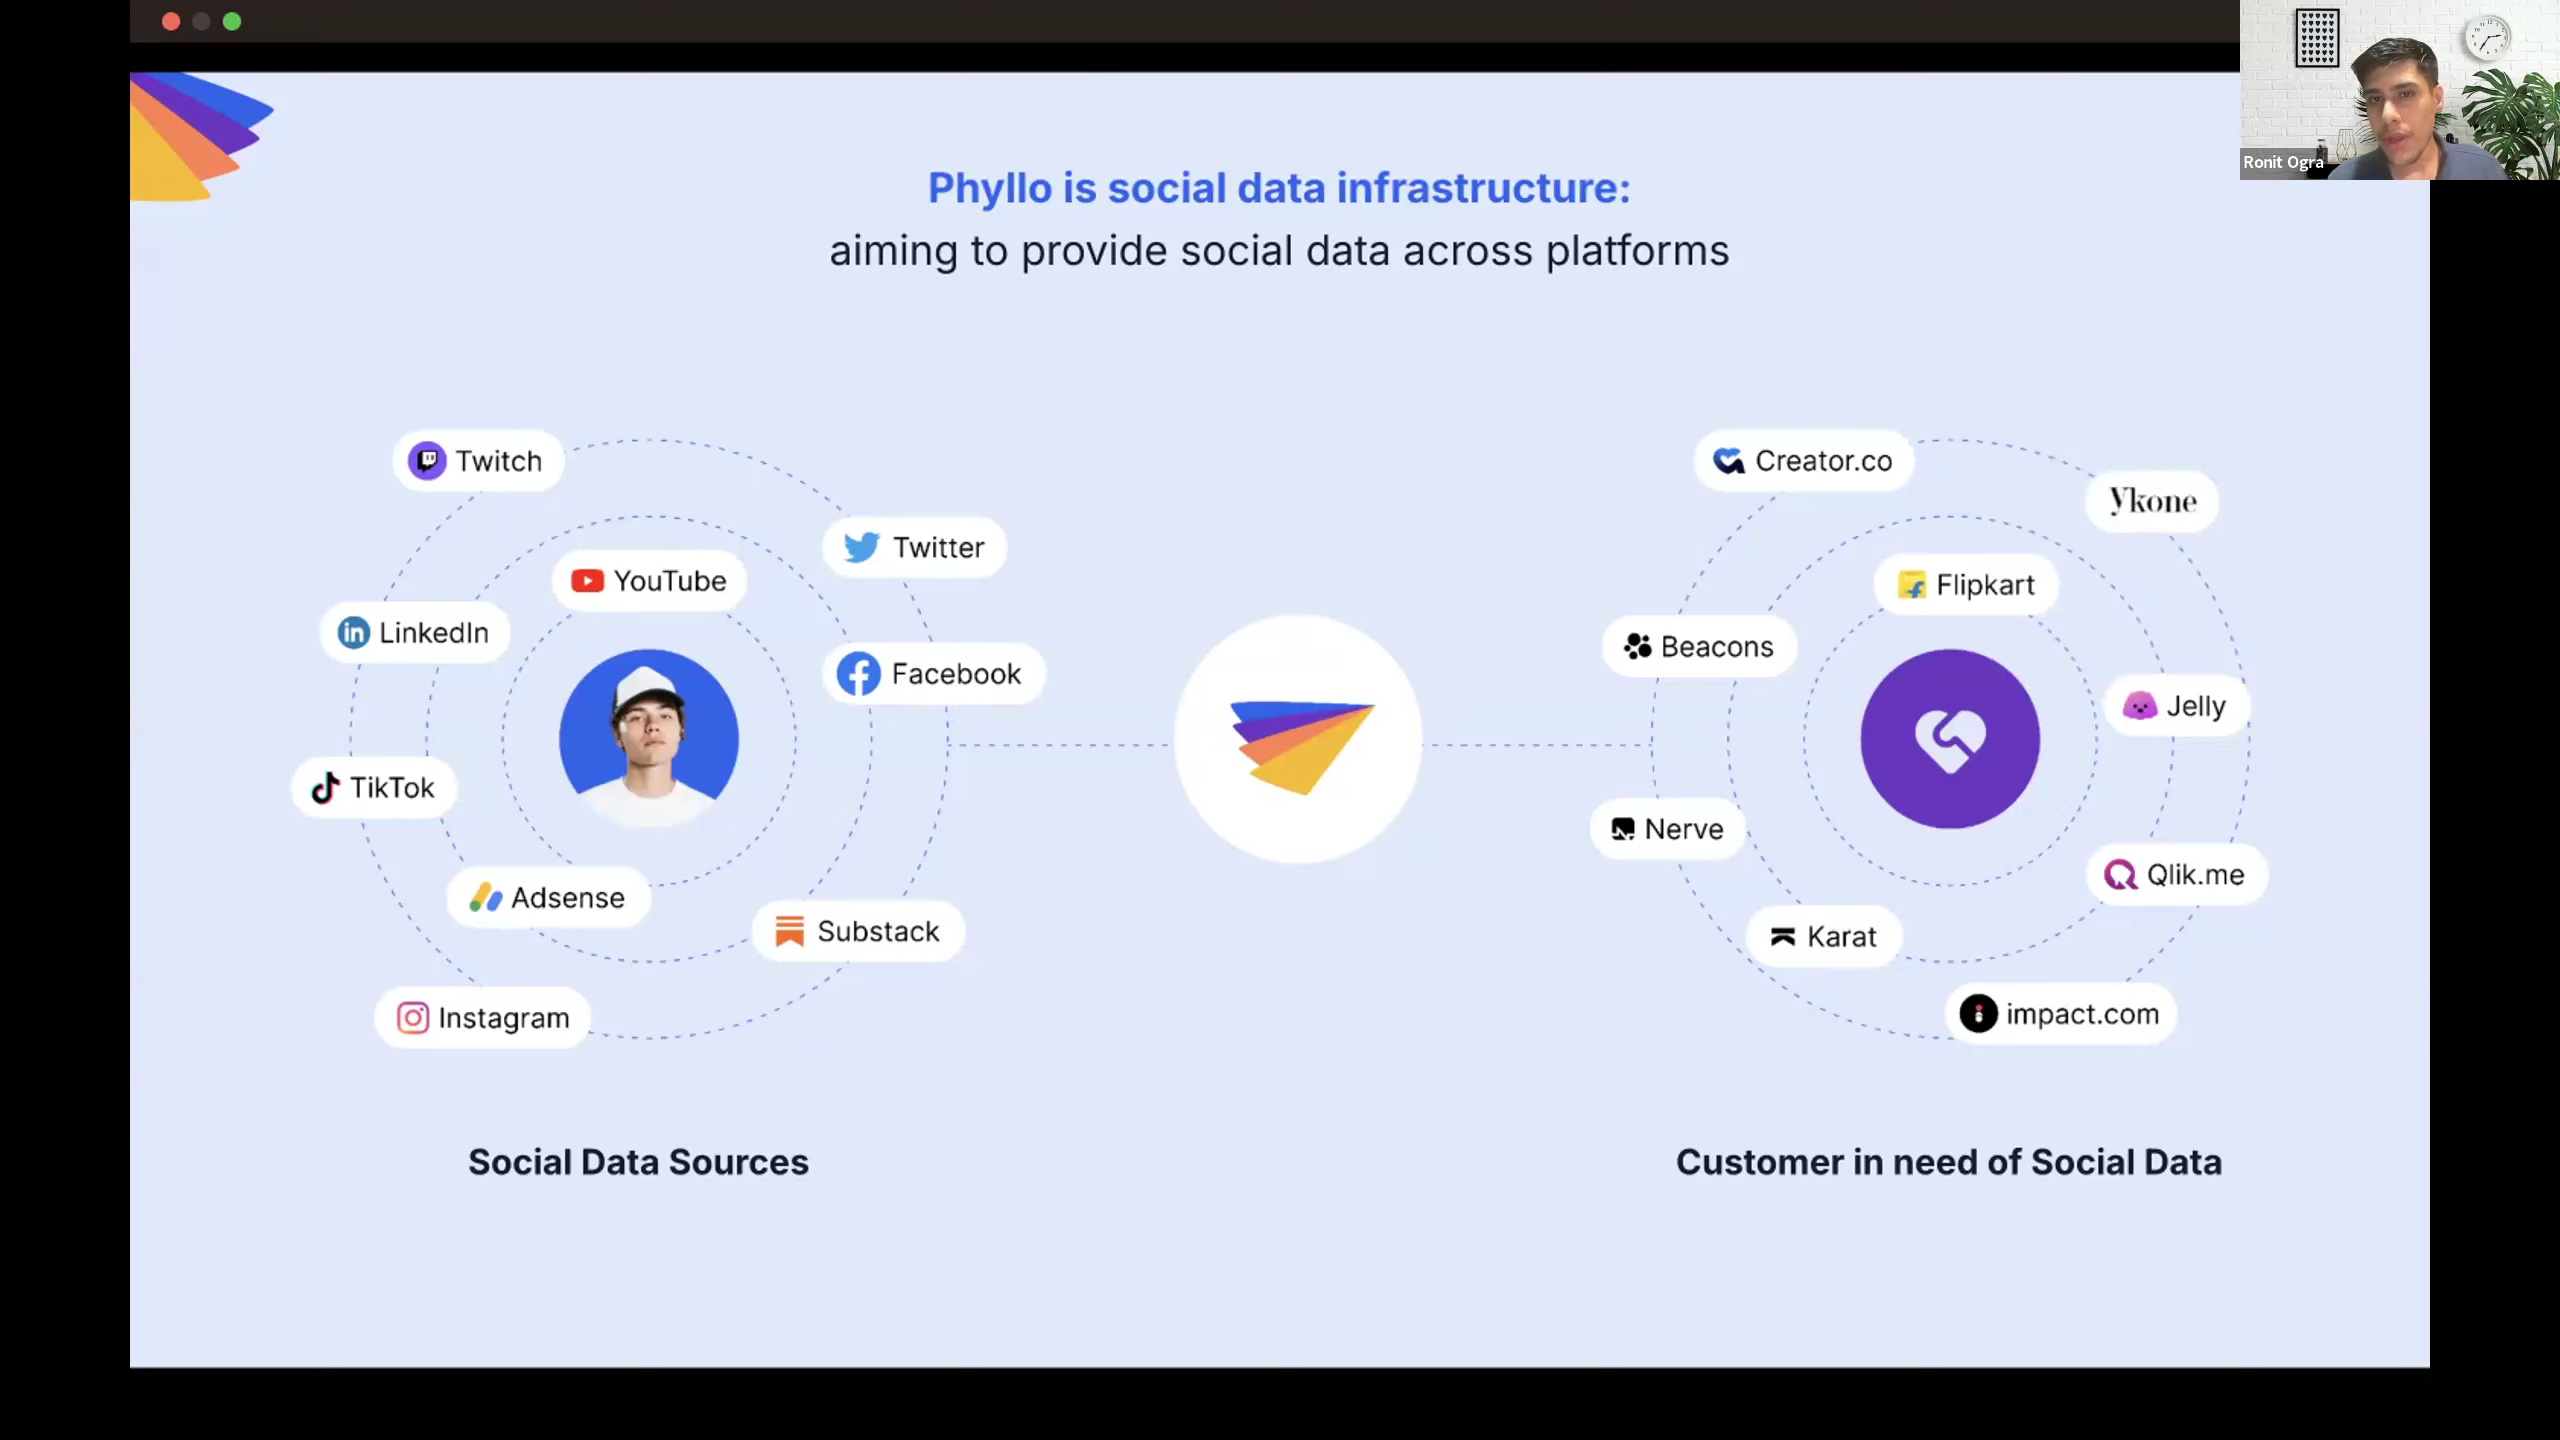 Ronit Ogra
Phyllo is social data infrastructure:
aiming to provide social data across platforms
Twitch
Twitter
YouTube
LinkedIn
Facebook
TikTok
Adsense
Substack
Instagram
Social Data Sources
Creator.co
Ykone
Flipkart
Beacons
Jelly
Nerve
Qlik.me
Karat
impact.com
Customer in need of Social Data